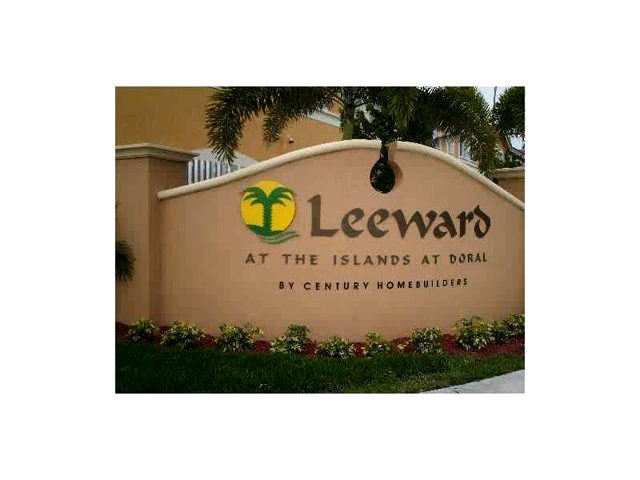 Leeward
AT THE ISLANDS AT DORAL
BY CENTURY HOMEBUILDERS